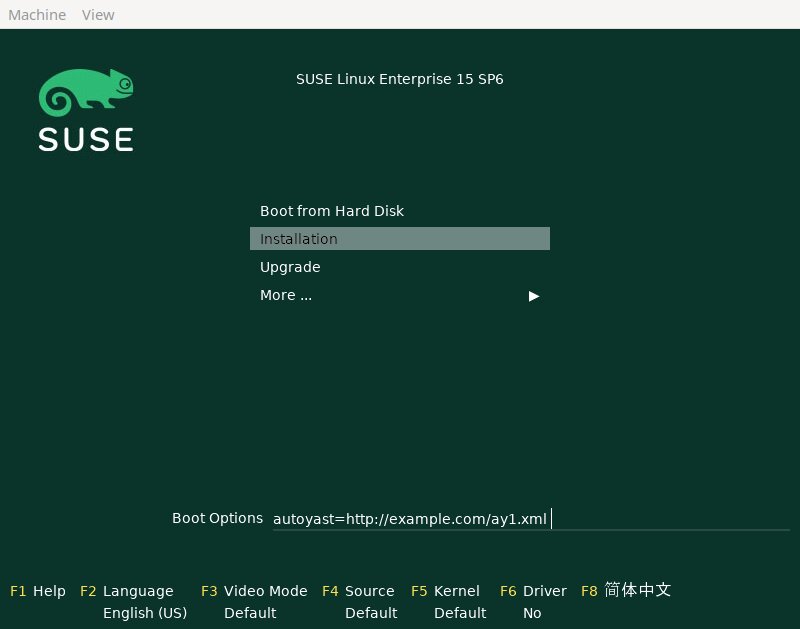 Machine View
SUSE Linux Enterprise 15 SP6
SUSE
Boot from Hard Disk
Installation
Upgrade
More ...
Boot Options autoyast=http://example.com/ay1.xml
F1 Help F2 Language F3 Video Mode F4 Source F5 Kernel F6 Driver F8 简体中文
English (US) Default Default Default No